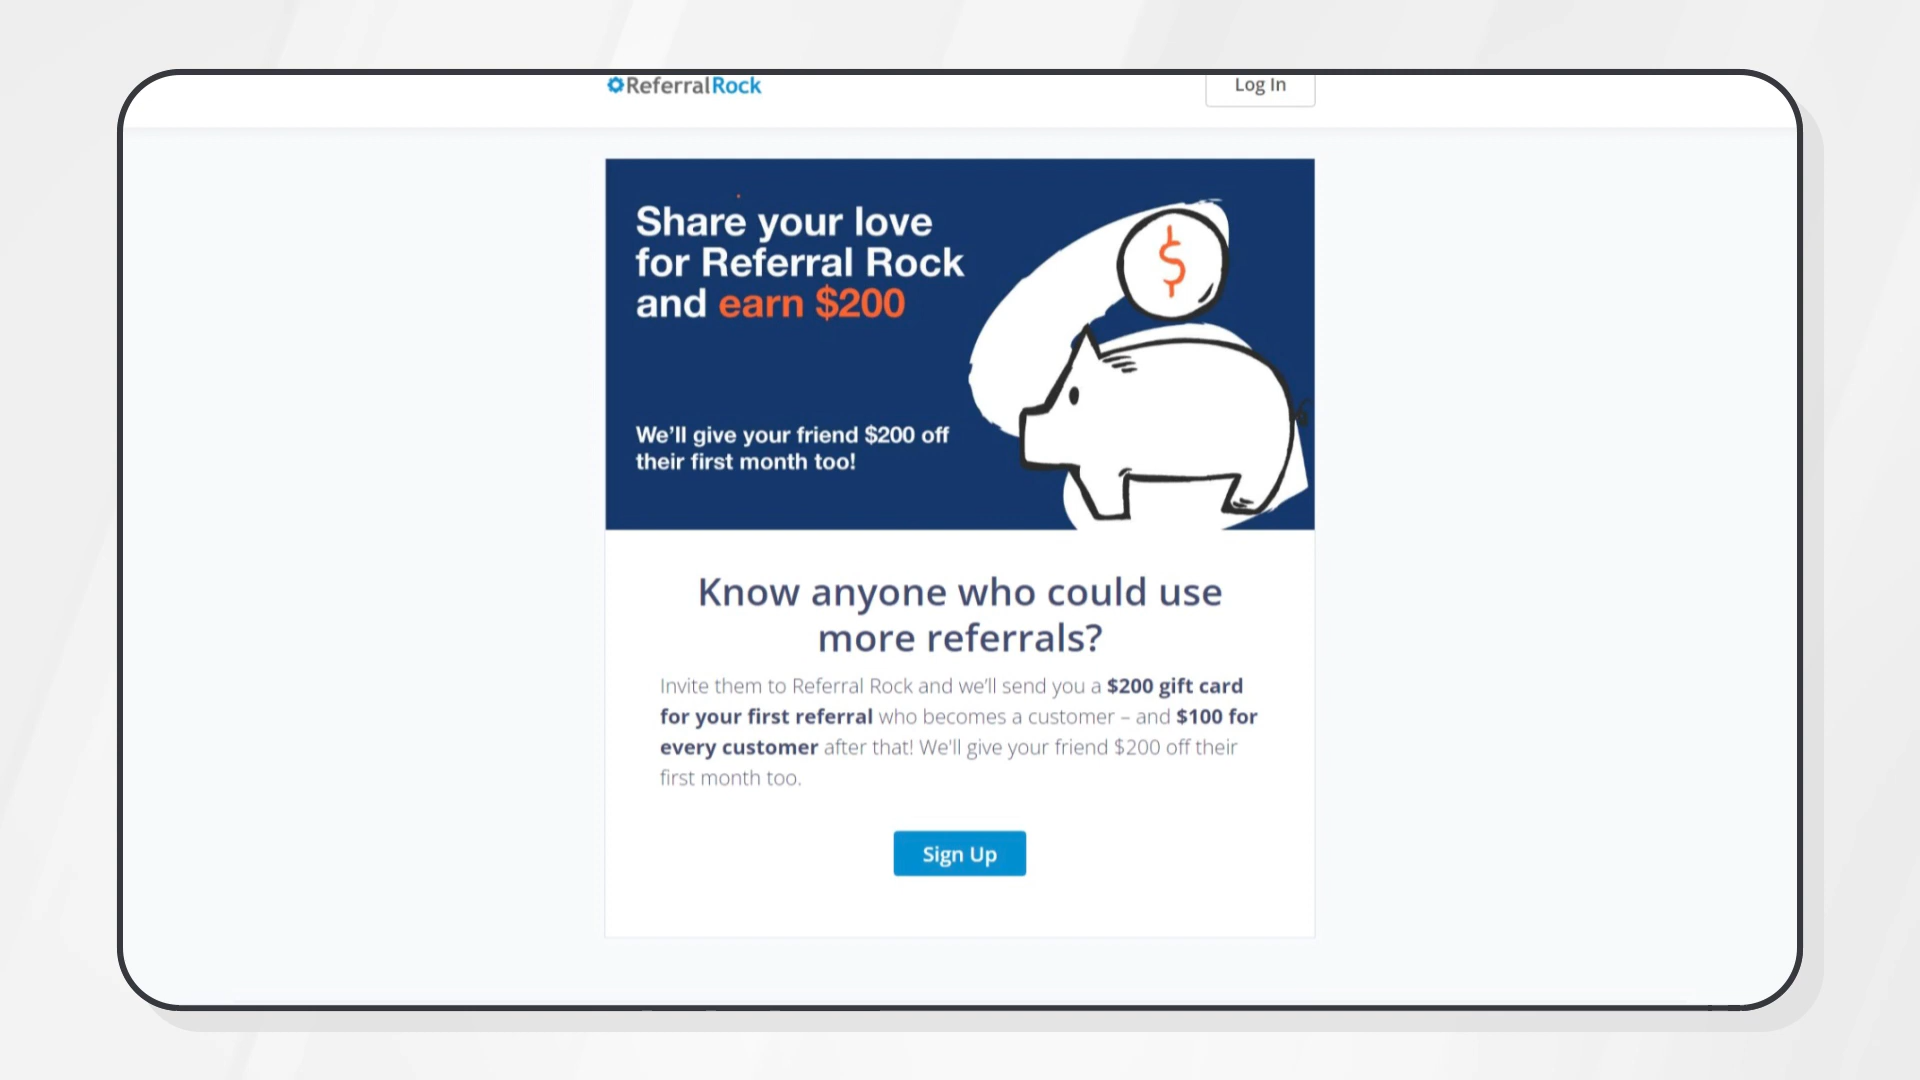 ReferralRock
Log In
Share your love
for Referral Rock
and earn $200
$
We'll give your friend $200 off
their first month too!
Know anyone who could use
more referrals?
Invite them to Referral Rock and we'll send you a $200 gift card
for your first referral who becomes a customer – and $100 for
every customer after that! We'll give your friend $200 off their
first month too.
Sign Up